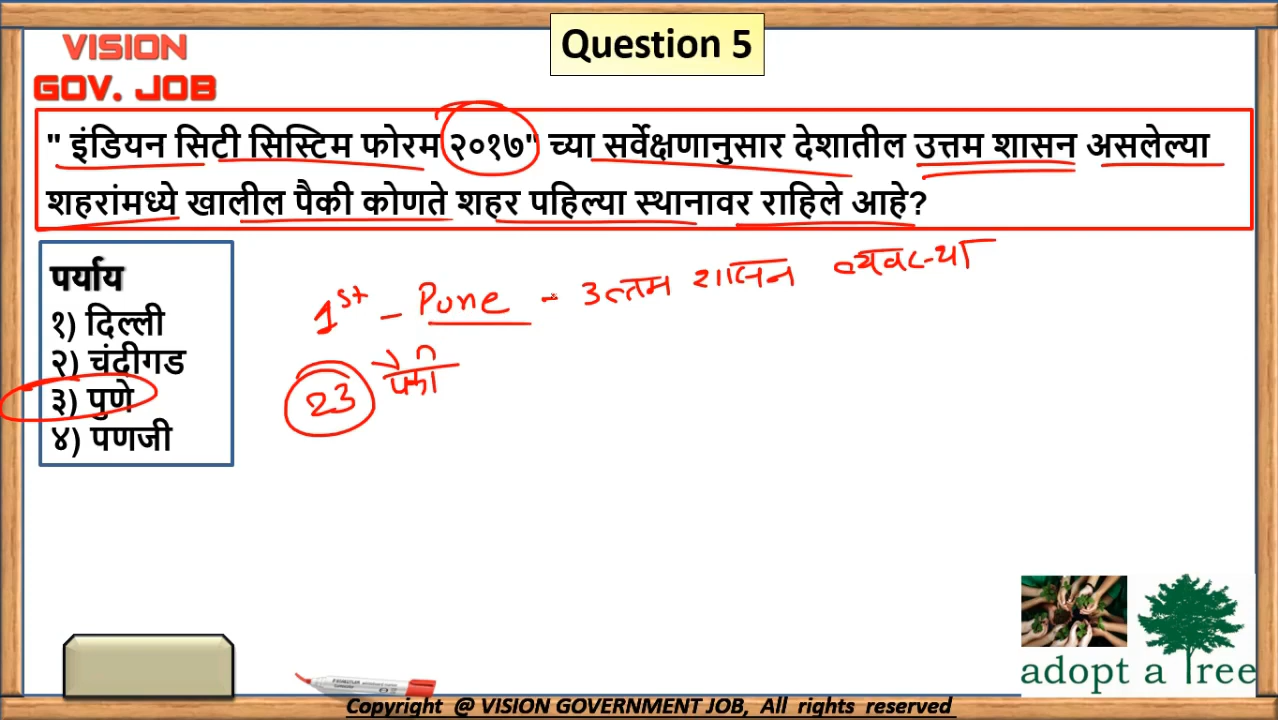 Question 5
VISION
GOV. JOB
" इंडियन सिटी सिस्टिम फोरम २०१७" च्या सर्वेक्षणानुसार देशातील उत्तम शासन असलेल्या
शहरांमध्ये खालील पैकी कोणते शहर पहिल्या स्थानावर राहिले आहे?
पर्याय
१) दिल्ली
२) चंदीगड
३) पुणे
४) पणजी
1st - Pune - उत्तम शासन व्यवस्था
23
adopt a Tree
Copyright @ VISION GOVERNMENT JOB, All rights reserved